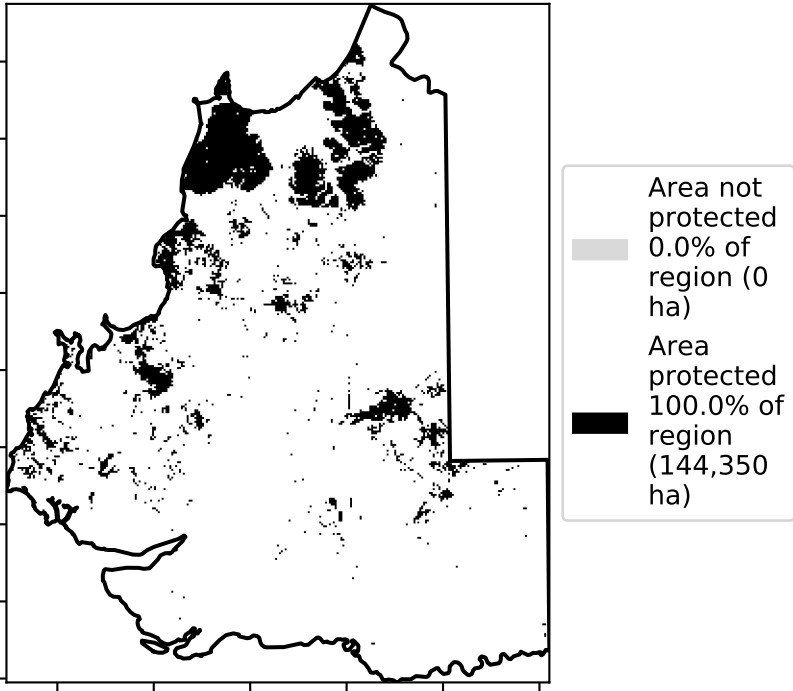 Area not
protected
0.0% of
region (0
ha)
Area
protected
100.0% of
region
(144,350
ha)